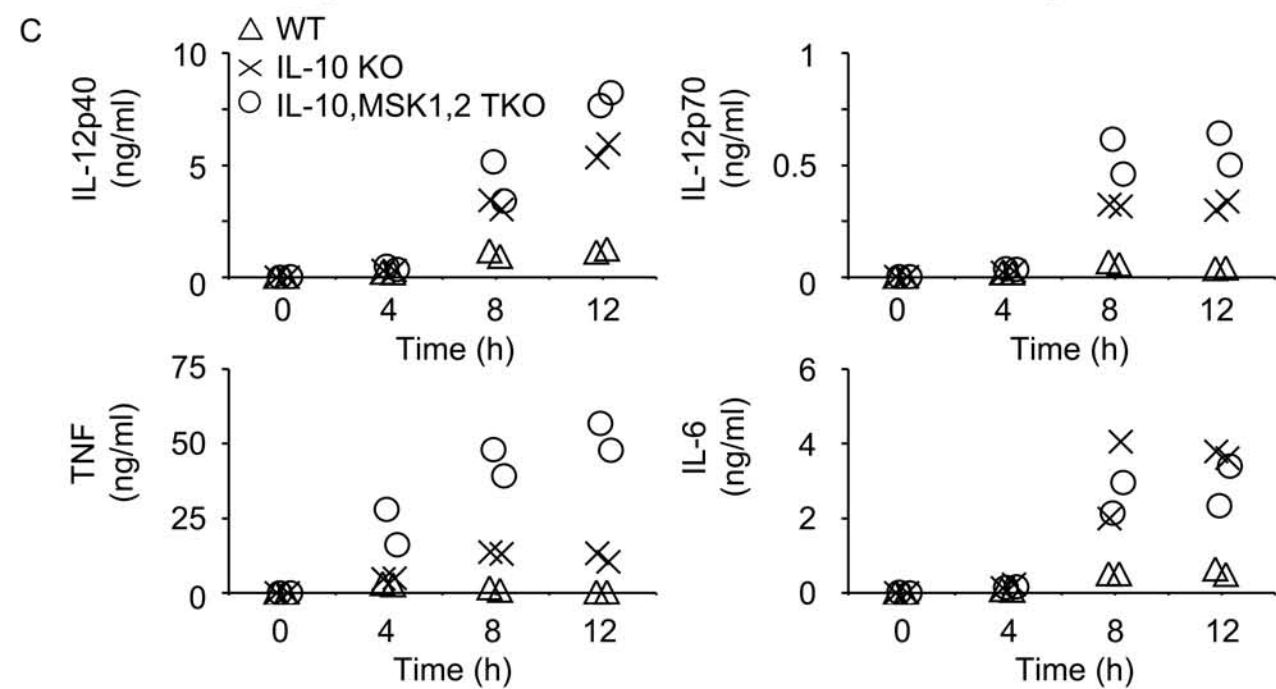 C
WT
IL-10 KO
IL-10,MSK1,2 TKO
IL-12p40
(ng/ml)
10
5
0
0 4 8 12
Time (h)
IL-12p70
(ng/ml)
1
0.5
0
0 4 8 12
Time (h)
TNF
(ng/ml)
75
50
25
0
0 4 8 12
Time (h)
IL-6
(ng/ml)
6
4
2
0
0 4 8 12
Time (h)